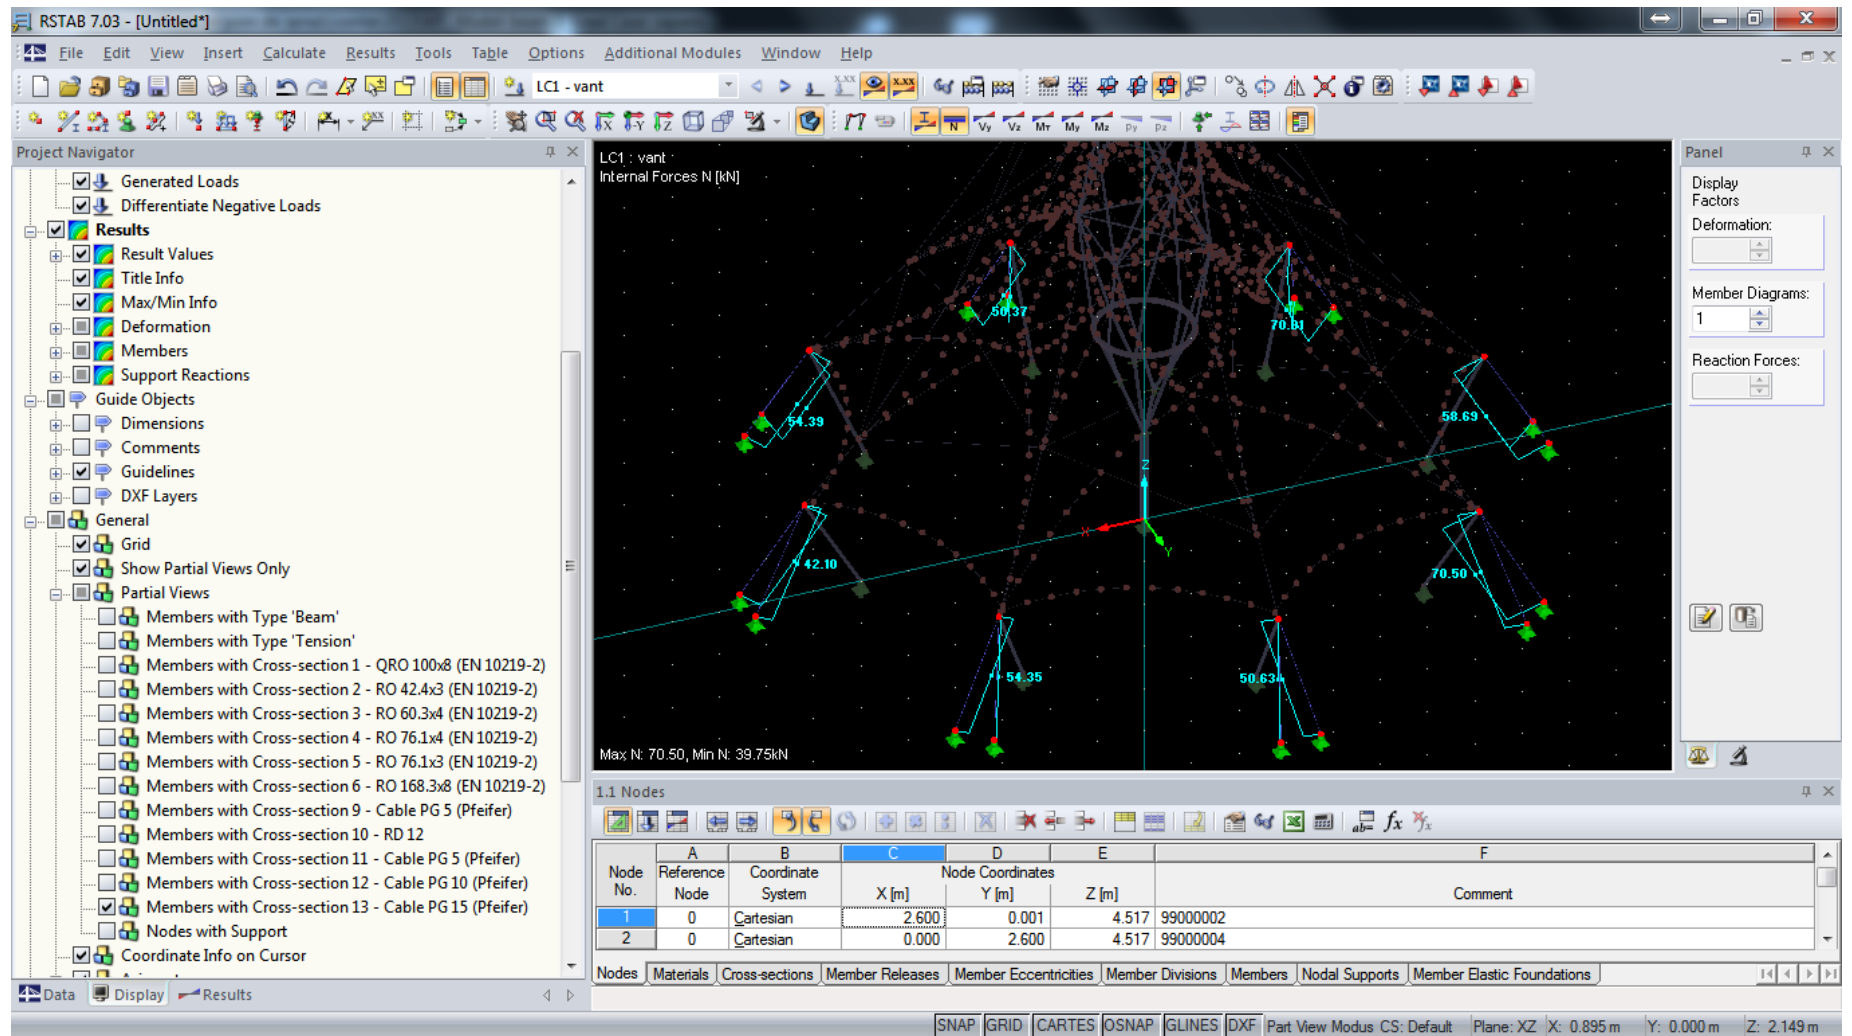 RSTAB 7.03 - [Untitled*]
File Edit View Insert Calculate Results Tools Table Options Additional Modules Window Help
LC1 - vant
Project Navigator
Generated Loads
Differentiate Negative Loads
Results
Result Values
Title Info
Max/Min Info
Deformation
Members
Support Reactions
Guide Objects
Dimensions
Comments
Guidelines
DXF Layers
General
Grid
Show Partial Views Only
Partial Views
Members with Type 'Beam'
Members with Type 'Tension'
Members with Cross-section 1 - QRO 100x8 (EN 10219-2)
Members with Cross-section 2 - RO 42.4x3 (EN 10219-2)
Members with Cross-section 3 - RO 60.3x4 (EN 10219-2)
Members with Cross-section 4 - RO 76.1x4 (EN 10219-2)
Members with Cross-section 5 - RO 76.1x3 (EN 10219-2)
Members with Cross-section 6 - RO 168.3x8 (EN 10219-2)
Members with Cross-section 9 - Cable PG 5 (Pfeifer)
Members with Cross-section 10 - RD 12
Members with Cross-section 11 - Cable PG 5 (Pfeifer)
Members with Cross-section 12 - Cable PG 10 (Pfeifer)
Members with Cross-section 13 - Cable PG 15 (Pfeifer)
Nodes with Support
Coordinate Info on Cursor
Data Display Results
LC1 : vant
Internal Forces N [kN]
50.37
70.81
54.39
58.69
Z
X
Y
42.10
70.50
54.35
50.63
Max N: 70.50, Min N: 39.75kN
Panel
Display
Factors
Deformation:
Member Diagrams:
1
Reaction Forces:
1.1 Nodes
A B C D E F
Node Reference Coordinate Node Coordinates
No. Node System X [m] Y [m] Z [m] Comment
1 0 Cartesian 2.600 0.001 4.517 99000002
2 0 Cartesian 0.000 2.600 4.517 99000004
Nodes Materials Cross-sections Member Releases Member Eccentricities Member Divisions Members Nodal Supports Member Elastic Foundations
SNAP GRID CARTES OSNAP GLINES DXF Part View Modus CS: Default Plane: XZ X: 0.895 m Y: 0.000 m Z: 2.149 m